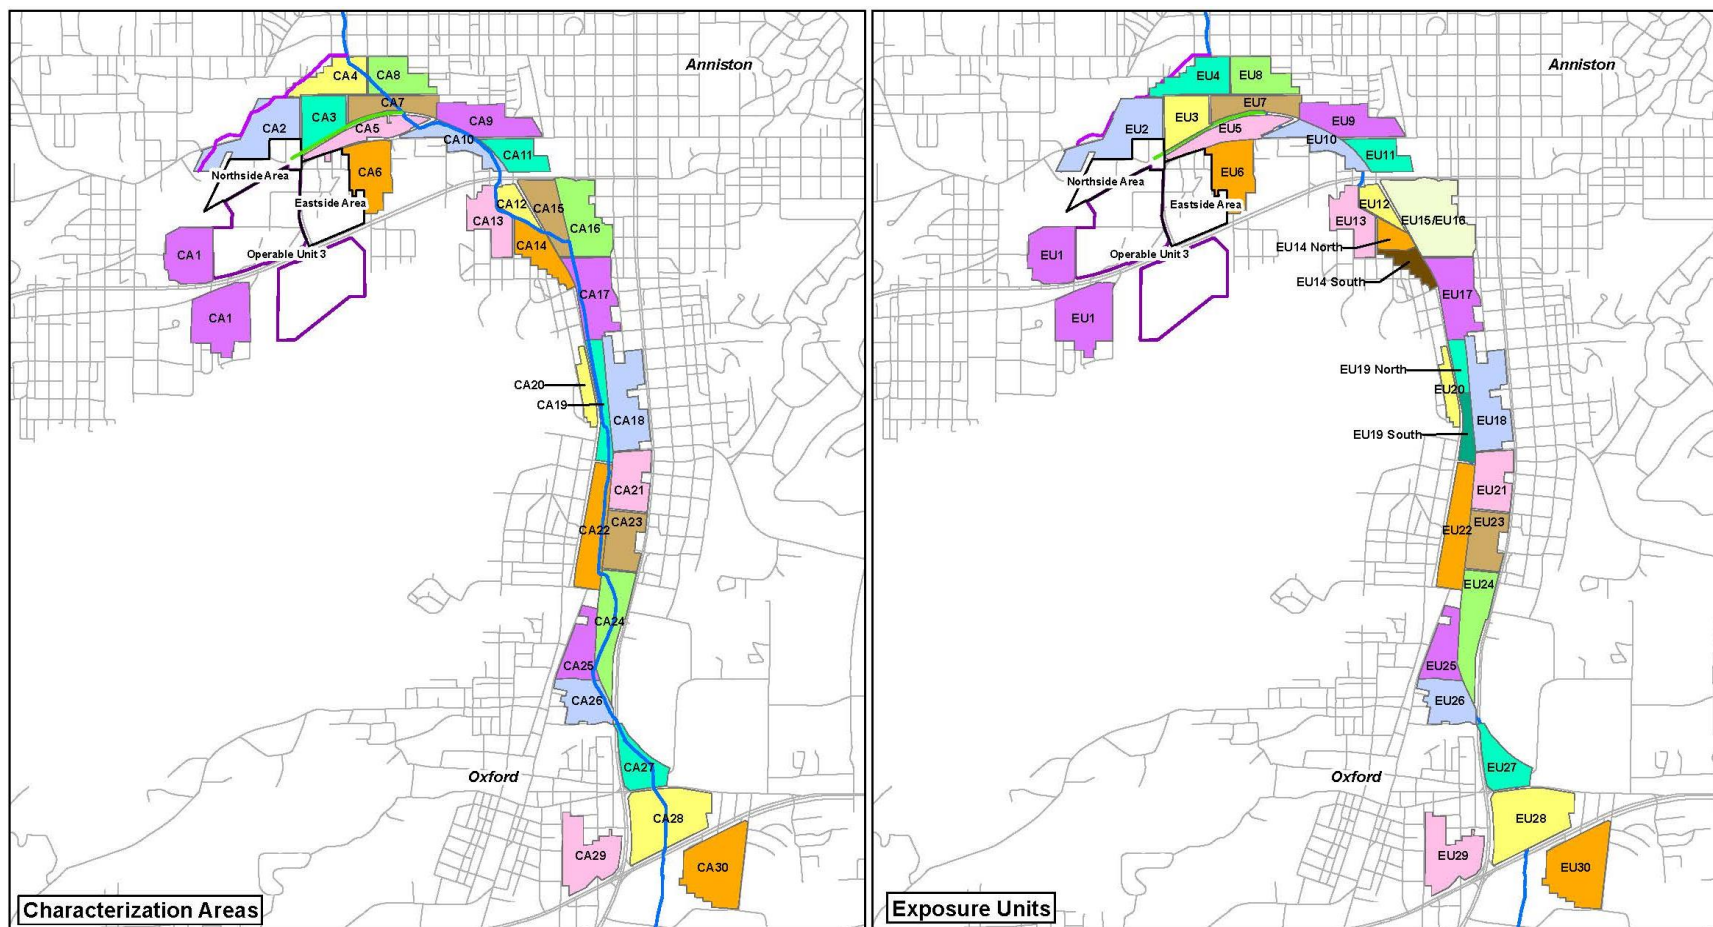 Anniston
CA4
CA8
CA7
CA2
CA3
CA5
CA9
CA10
CA11
CA6
Northside Area
Eastside Area
CA12
CA15
CA13
CA16
CA14
CA1
Operable Unit 3
CA17
CA1
CA20
CA19
CA18
CA21
CA23
CA22
CA24
CA25
CA26
CA27
Oxford
CA28
CA29
CA30
Characterization Areas
Anniston
EU4
EU8
EU7
EU2
EU3
EU5
EU9
EU10
EU11
EU6
Northside Area
Eastside Area
EU12
EU13
EU15/EU16
EU14 North
EU1
Operable Unit 3
EU14 South
EU17
EU1
EU19 North
EU20
EU18
EU19 South
EU21
EU23
EU22
EU24
EU25
EU26
EU27
Oxford
EU28
EU29
EU30
Exposure Units